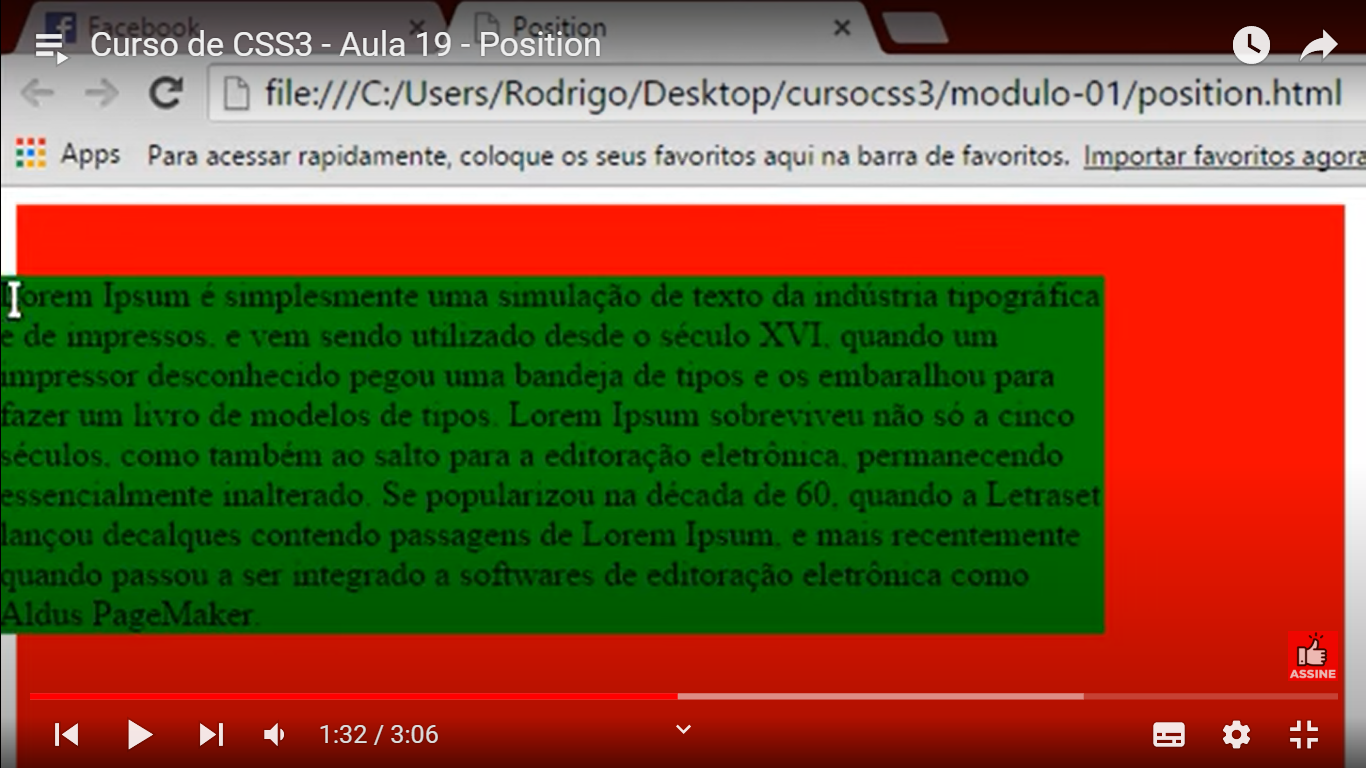 Facebook
Position
Curso de CSS3 - Aula 19 - Position
file:///C:/Users/Rodrigo/Desktop/cursocss3/modulo-01/position.html
Apps Para acessar rapidamente, coloque os seus favoritos aqui na barra de favoritos. Importar favoritos agora
Lorem Ipsum é simplesmente uma simulação de texto da indústria tipográfica
e de impressos, e vem sendo utilizado desde o século XVI, quando um
impressor desconhecido pegou uma bandeja de tipos e os embaralhou para
fazer um livro de modelos de tipos. Lorem Ipsum sobreviveu não só a cinco
séculos, como também ao salto para a editoração eletrônica, permanecendo
essencialmente inalterado. Se popularizou na década de 60, quando a Letraset
lançou decalques contendo passagens de Lorem Ipsum, e mais recentemente
quando passou a ser integrado a softwares de editoração eletrônica como
Aldus PageMaker.
ASSINE
1:32 / 3:06